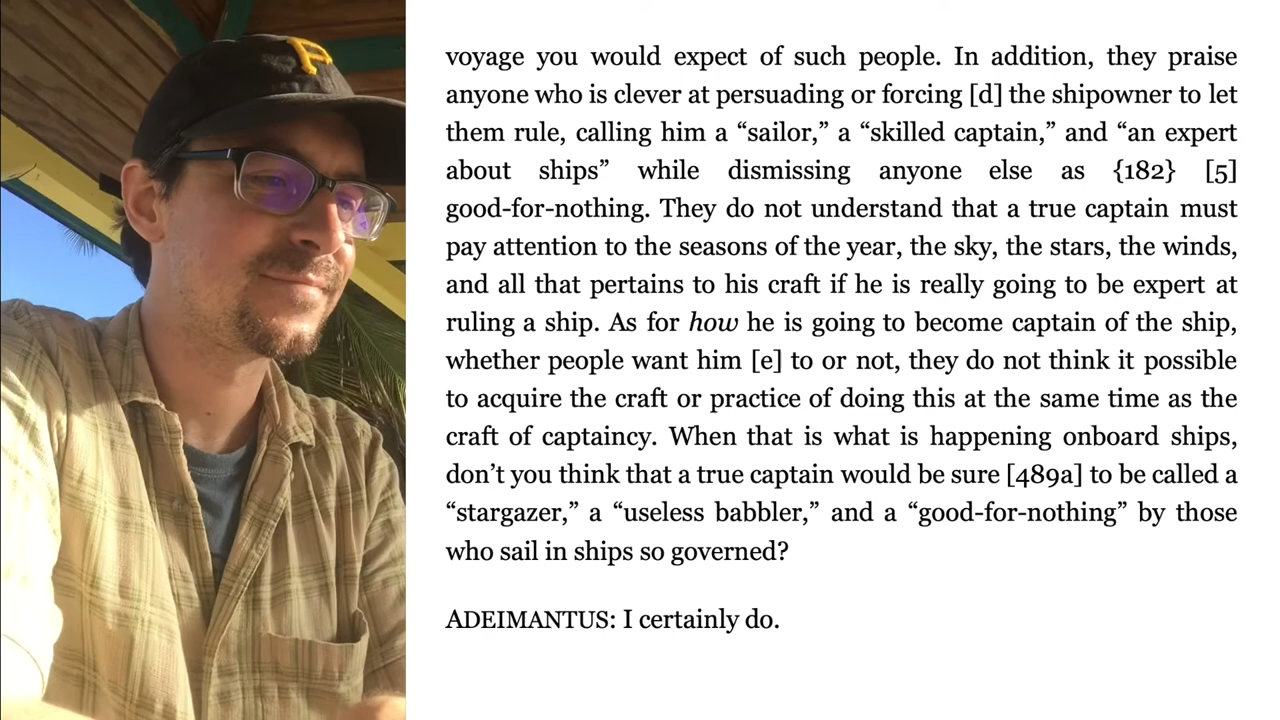 P
voyage you would expect of such people. In addition, they praise
anyone who is clever at persuading or forcing [d] the shipowner to let
them rule, calling him a “sailor,” a “skilled captain,” and “an expert
about ships” while dismissing anyone else as {182} [5]
good-for-nothing. They do not understand that a true captain must
pay attention to the seasons of the year, the sky, the stars, the winds,
and all that pertains to his craft if he is really going to be expert at
ruling a ship. As for how he is going to become captain of the ship,
whether people want him [e] to or not, they do not think it possible
to acquire the craft or practice of doing this at the same time as the
craft of captaincy. When that is what is happening onboard ships,
don’t you think that a true captain would be sure [489a] to be called a
“stargazer,” a “useless babbler,” and a “good-for-nothing” by those
who sail in ships so governed?
ADEIMANTUS: I certainly do.